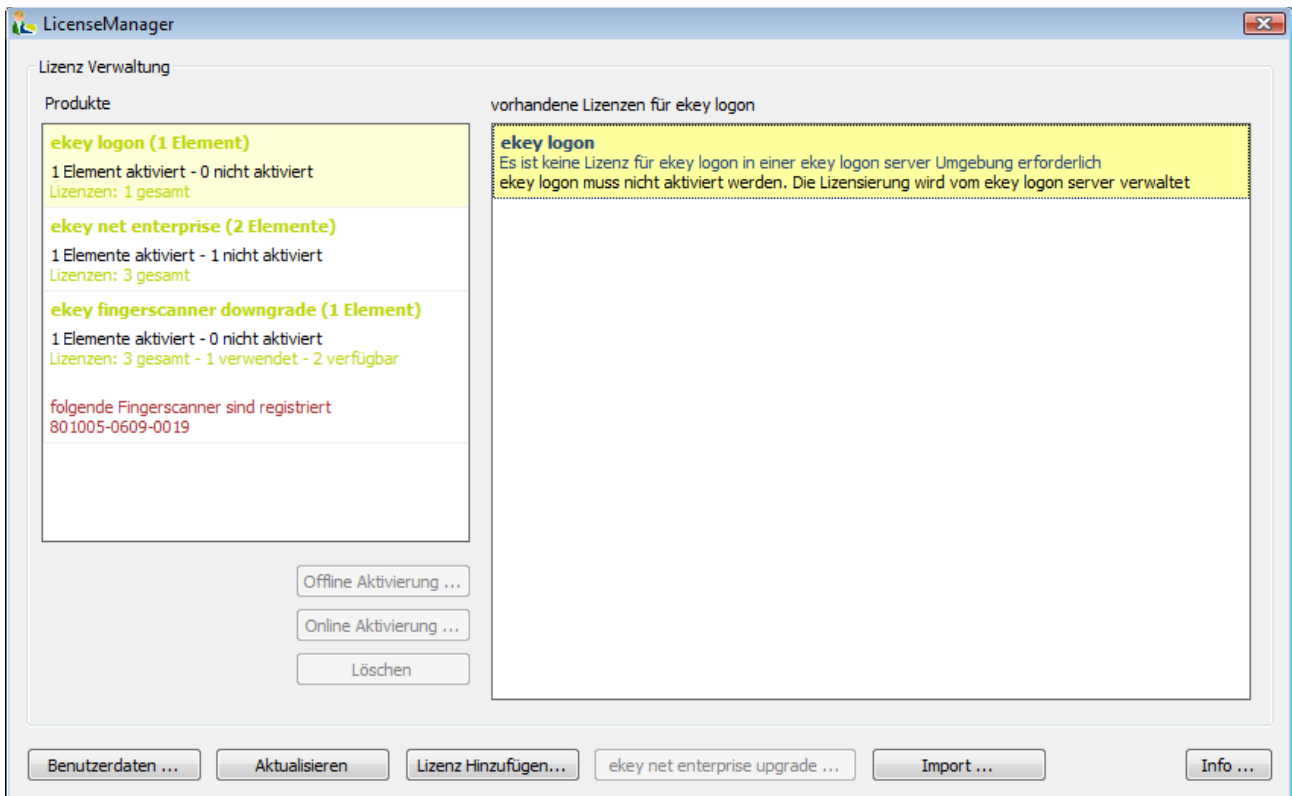 LicenseManager
Lizenz Verwaltung
Produkte
ekey logon (1 Element)
1 Element aktiviert - 0 nicht aktiviert
Lizenzen: 1 gesamt
ekey net enterprise (2 Elemente)
1 Elemente aktiviert - 1 nicht aktiviert
Lizenzen: 3 gesamt
ekey fingerscanner downgrade (1 Element)
1 Elemente aktiviert - 0 nicht aktiviert
Lizenzen: 3 gesamt - 1 verwendet - 2 verfügbar
folgende Fingerscanner sind registriert
801005-0609-0019
vorhandene Lizenzen für ekey logon
ekey logon
Es ist keine Lizenz für ekey logon in einer ekey logon server Umgebung erforderlich
ekey logon muss nicht aktiviert werden. Die Lizensierung wird vom ekey logon server verwaltet
Offline Aktivierung ...
Online Aktivierung ...
Löschen
Benutzerdaten ...
Aktualisieren
Lizenz Hinzufügen...
ekey net enterprise upgrade ...
Import ...
Info ...